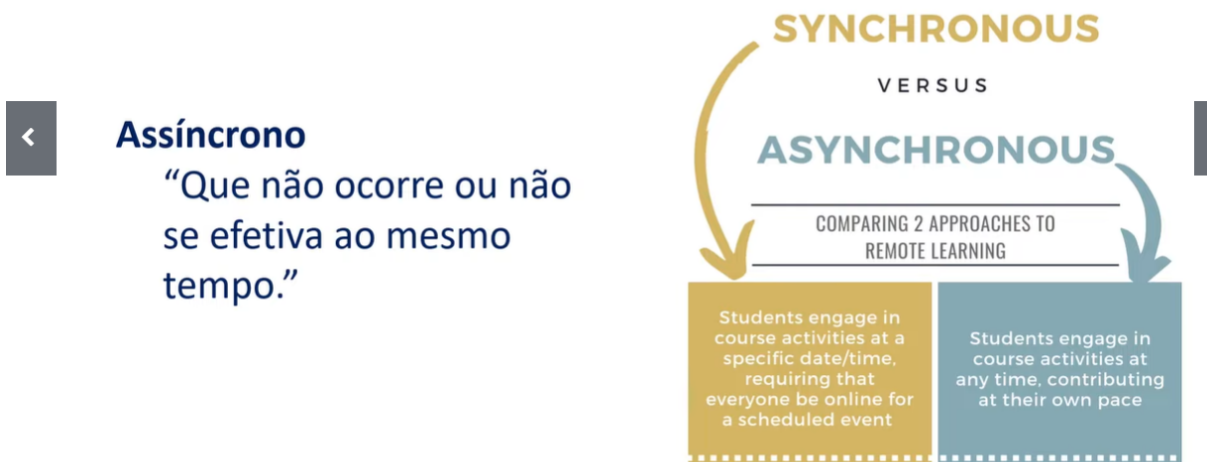 Assíncrono
“Que não ocorre ou não
se efetiva ao mesmo
tempo.”
SYNCHRONOUS
VERSUS
ASYNCHRONOUS
COMPARING 2 APPROACHES TO
REMOTE LEARNING
Students engage in
course activities at a
specific date/time,
requiring that
everyone be online for
a scheduled event
Students engage in
course activities at
any time, contributing
at their own pace